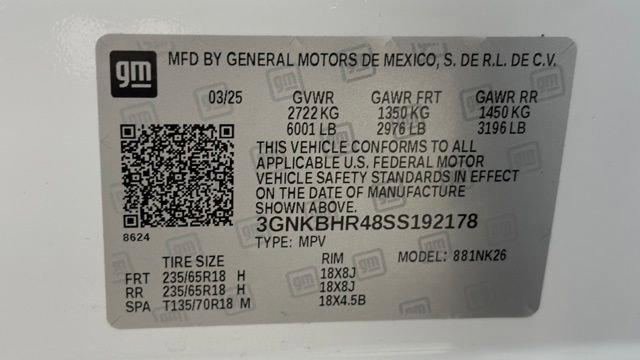 gm MFD BY GENERAL MOTORS DE MEXICO, S. DE R.L. DE C.V.
03/25 GVWR GAWR FRT GAWR RR
2722 KG 1350 KG 1450 KG
6001 LB 2976 LB 3196 LB
THIS VEHICLE CONFORMS TO ALL
APPLICABLE U.S. FEDERAL MOTOR
VEHICLE SAFETY STANDARDS IN EFFECT
ON THE DATE OF MANUFACTURE
SHOWN ABOVE.
3GNKBHR48SS192178
8624 TYPE: MPV MODEL: 881NK26
TIRE SIZE RIM
FRT 235/65R18 H 18X8J
RR 235/65R18 H 18X8J
SPA T135/70R18 M 18X4.5B